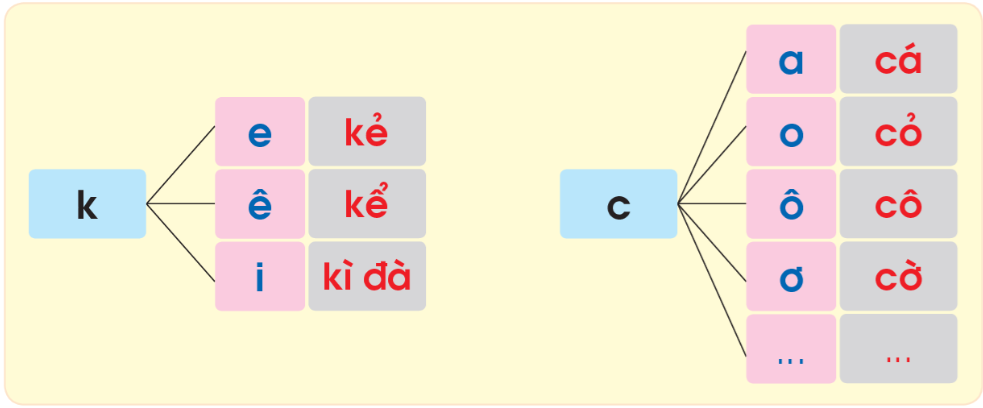 k
e kẻ
ê kể
i kì đà
c
a cá
o cỏ
ô cô
ơ cờ
... ...